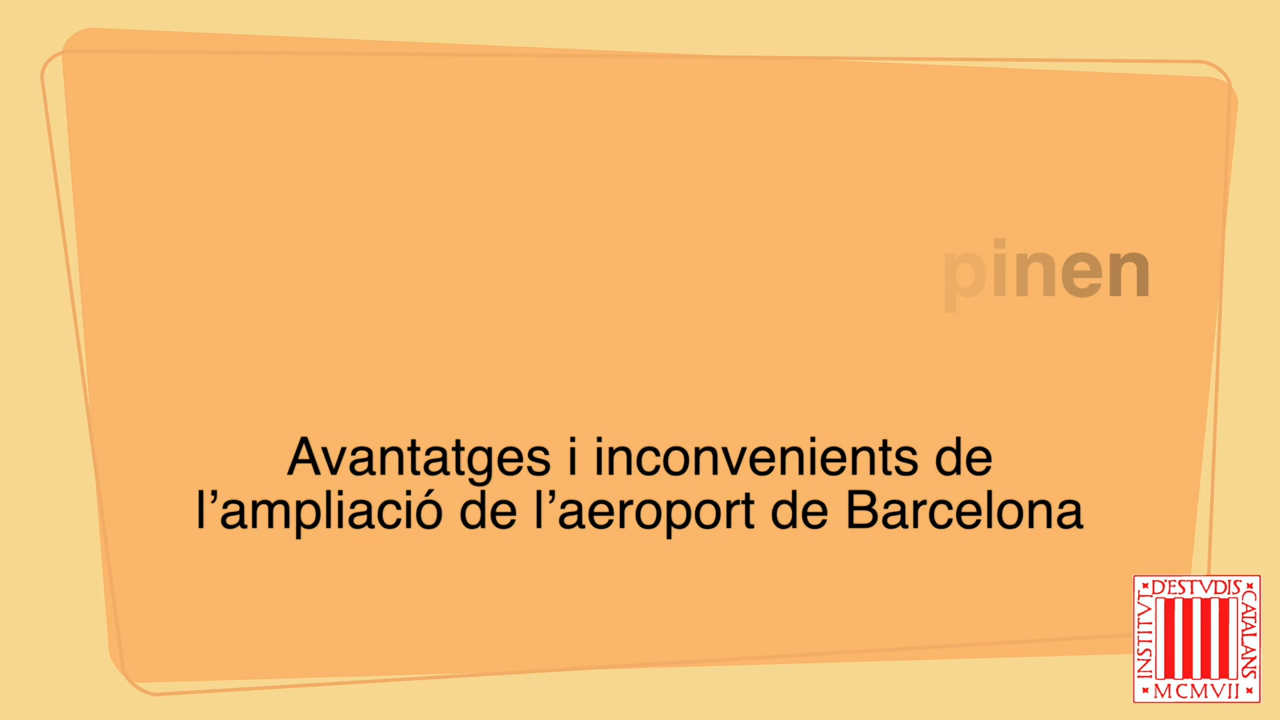 pinen
Avantatges i inconvenients de
l’ampliació de l’aeroport de Barcelona
INSTITVT D'ESTVDIS CATALANS
MCMVII